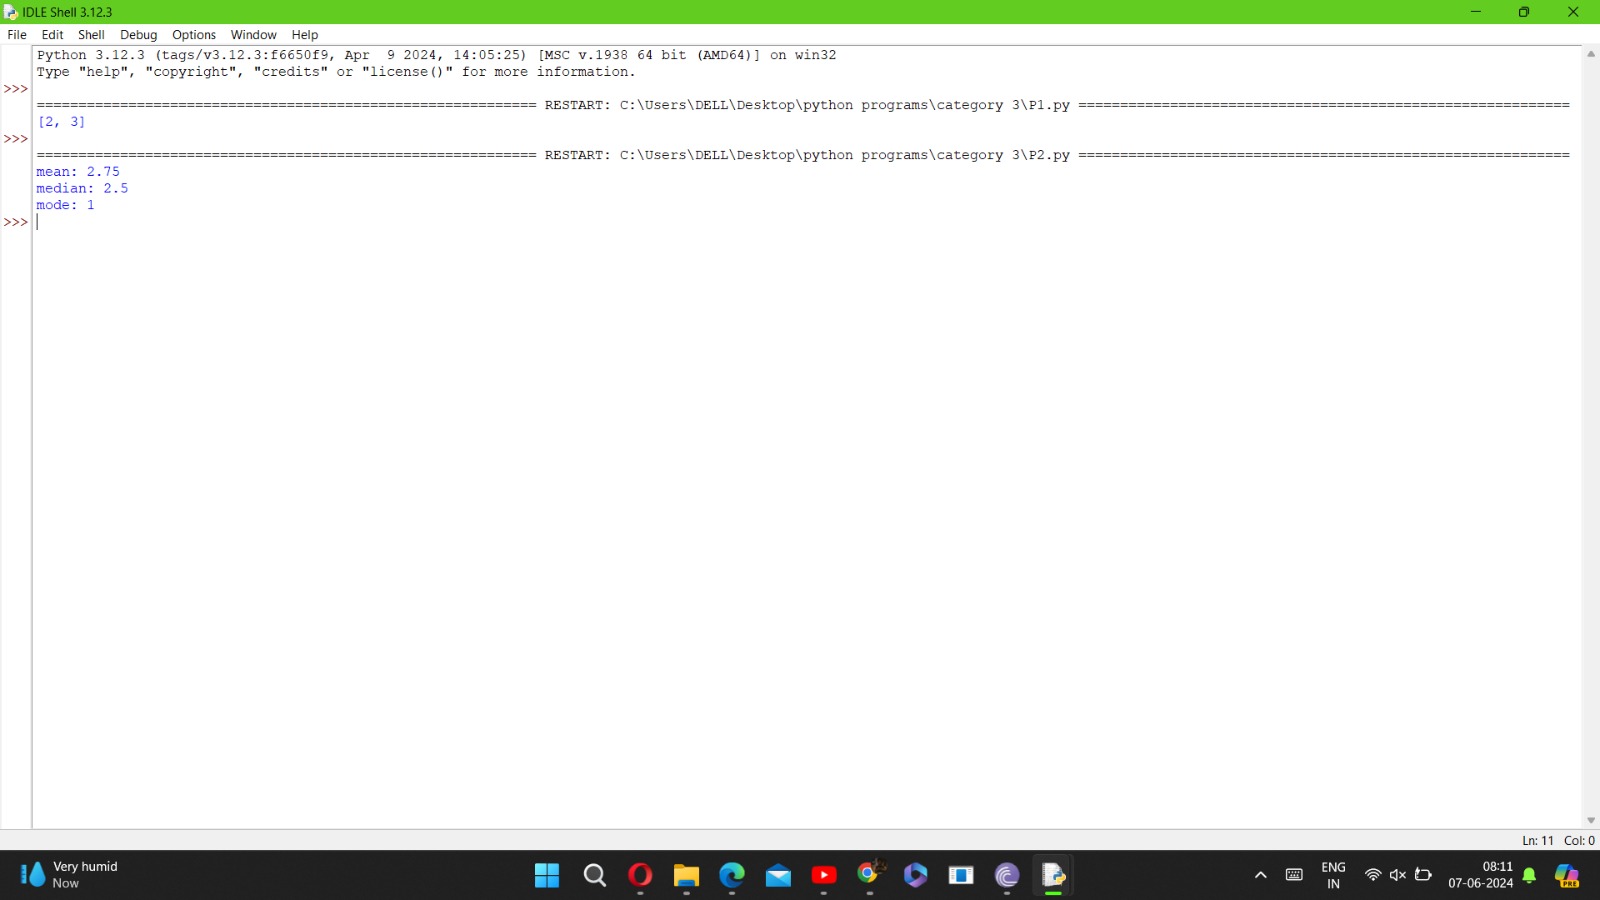 IDLE Shell 3.12.3
File Edit Shell Debug Options Window Help
Python 3.12.3 (tags/v3.12.3:f6650f9, Apr  9 2024, 14:05:25) [MSC v.1938 64 bit (AMD64)] on win32
Type "help", "copyright", "credits" or "license()" for more information.
>>>
=========================================================== RESTART: C:\Users\DELL\Desktop\python programs\category 3\P1.py ===========================================================
[2, 3]
>>>
=========================================================== RESTART: C:\Users\DELL\Desktop\python programs\category 3\P2.py ===========================================================
mean: 2.75
median: 2.5
mode: 1
>>>
Ln: 11 Col: 0
Very humid
Now
ENG
IN
08:11
07-06-2024
PRE